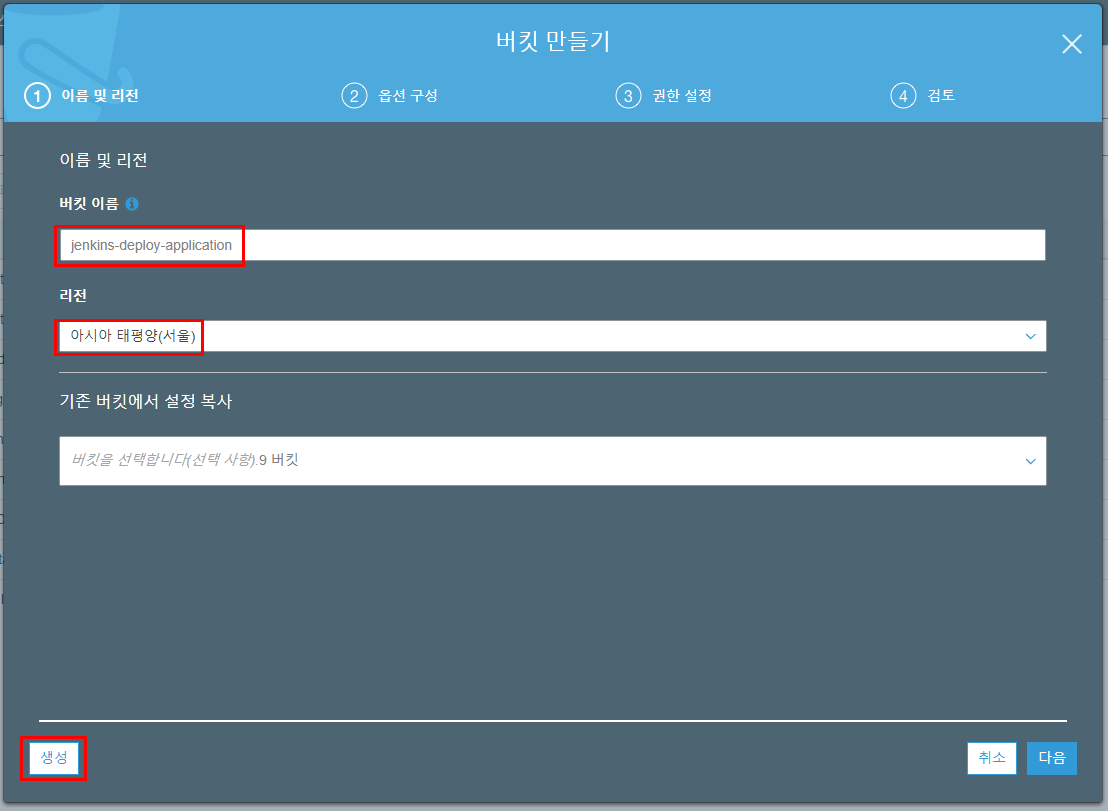 버킷 만들기
1 이름 및 리전
2 옵션 구성
3 권한 설정
4 검토
이름 및 리전
버킷 이름
jenkins-deploy-application
리전
아시아 태평양(서울)
기존 버킷에서 설정 복사
버킷을 선택합니다(선택 사항).9 버킷
생성
취소
다음